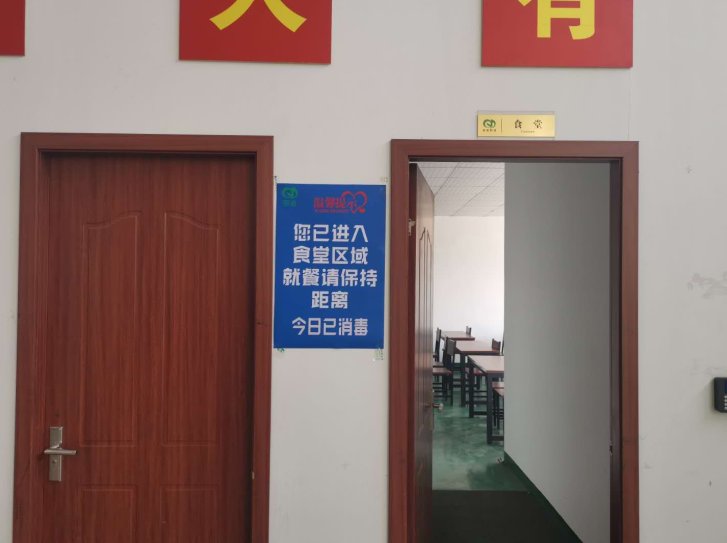 有
食堂
温馨提示
您已进入
食堂区域
就餐请保持
距离
今日已消毒